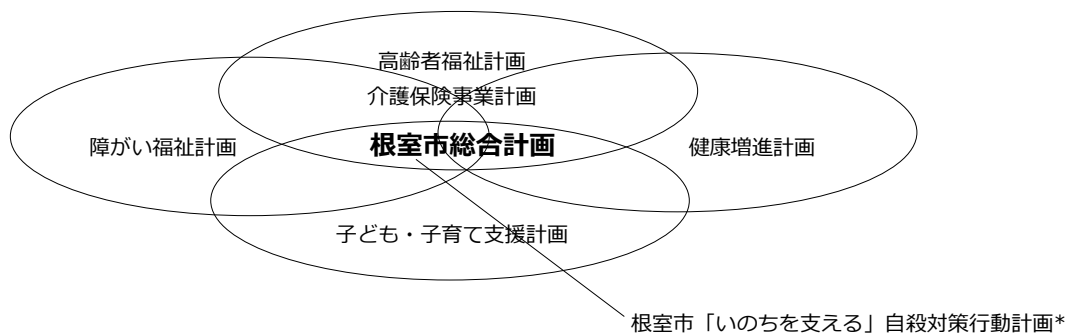 高齢者福祉計画
介護保険事業計画
障がい福祉計画
根室市総合計画
健康増進計画
子ども・子育て支援計画
根室市「いのちを支える」自殺対策行動計画*